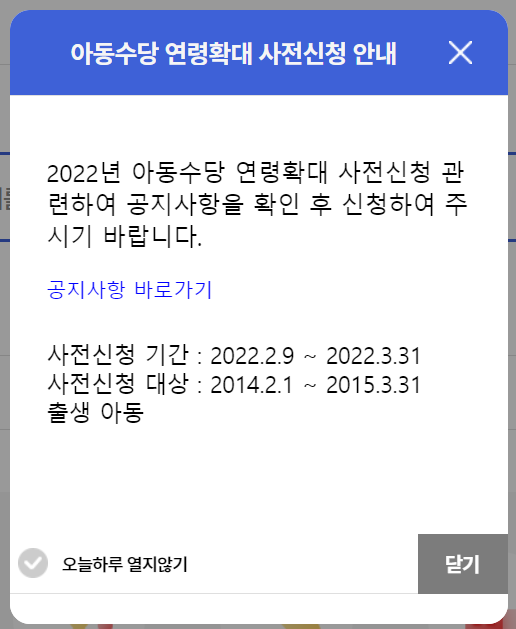 아동수당 연령확대 사전신청 안내
2022년 아동수당 연령확대 사전신청 관
련하여 공지사항을 확인 후 신청하여 주
시기 바랍니다.
공지사항 바로가기
사전신청 기간 : 2022.2.9 ~ 2022.3.31
사전신청 대상 : 2014.2.1 ~ 2015.3.31
출생 아동
오늘하루 열지않기
닫기